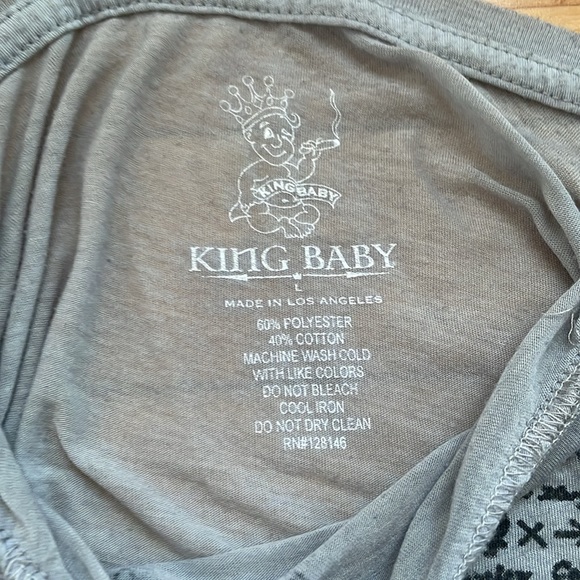 KING BABY
KING BABY
L
MADE IN LOS ANGELES
60% POLYESTER
40% COTTON
MACHINE WASH COLD
WITH LIKE COLORS
DO NOT BLEACH
COOL IRON
DO NOT DRY CLEAN
RN#128146